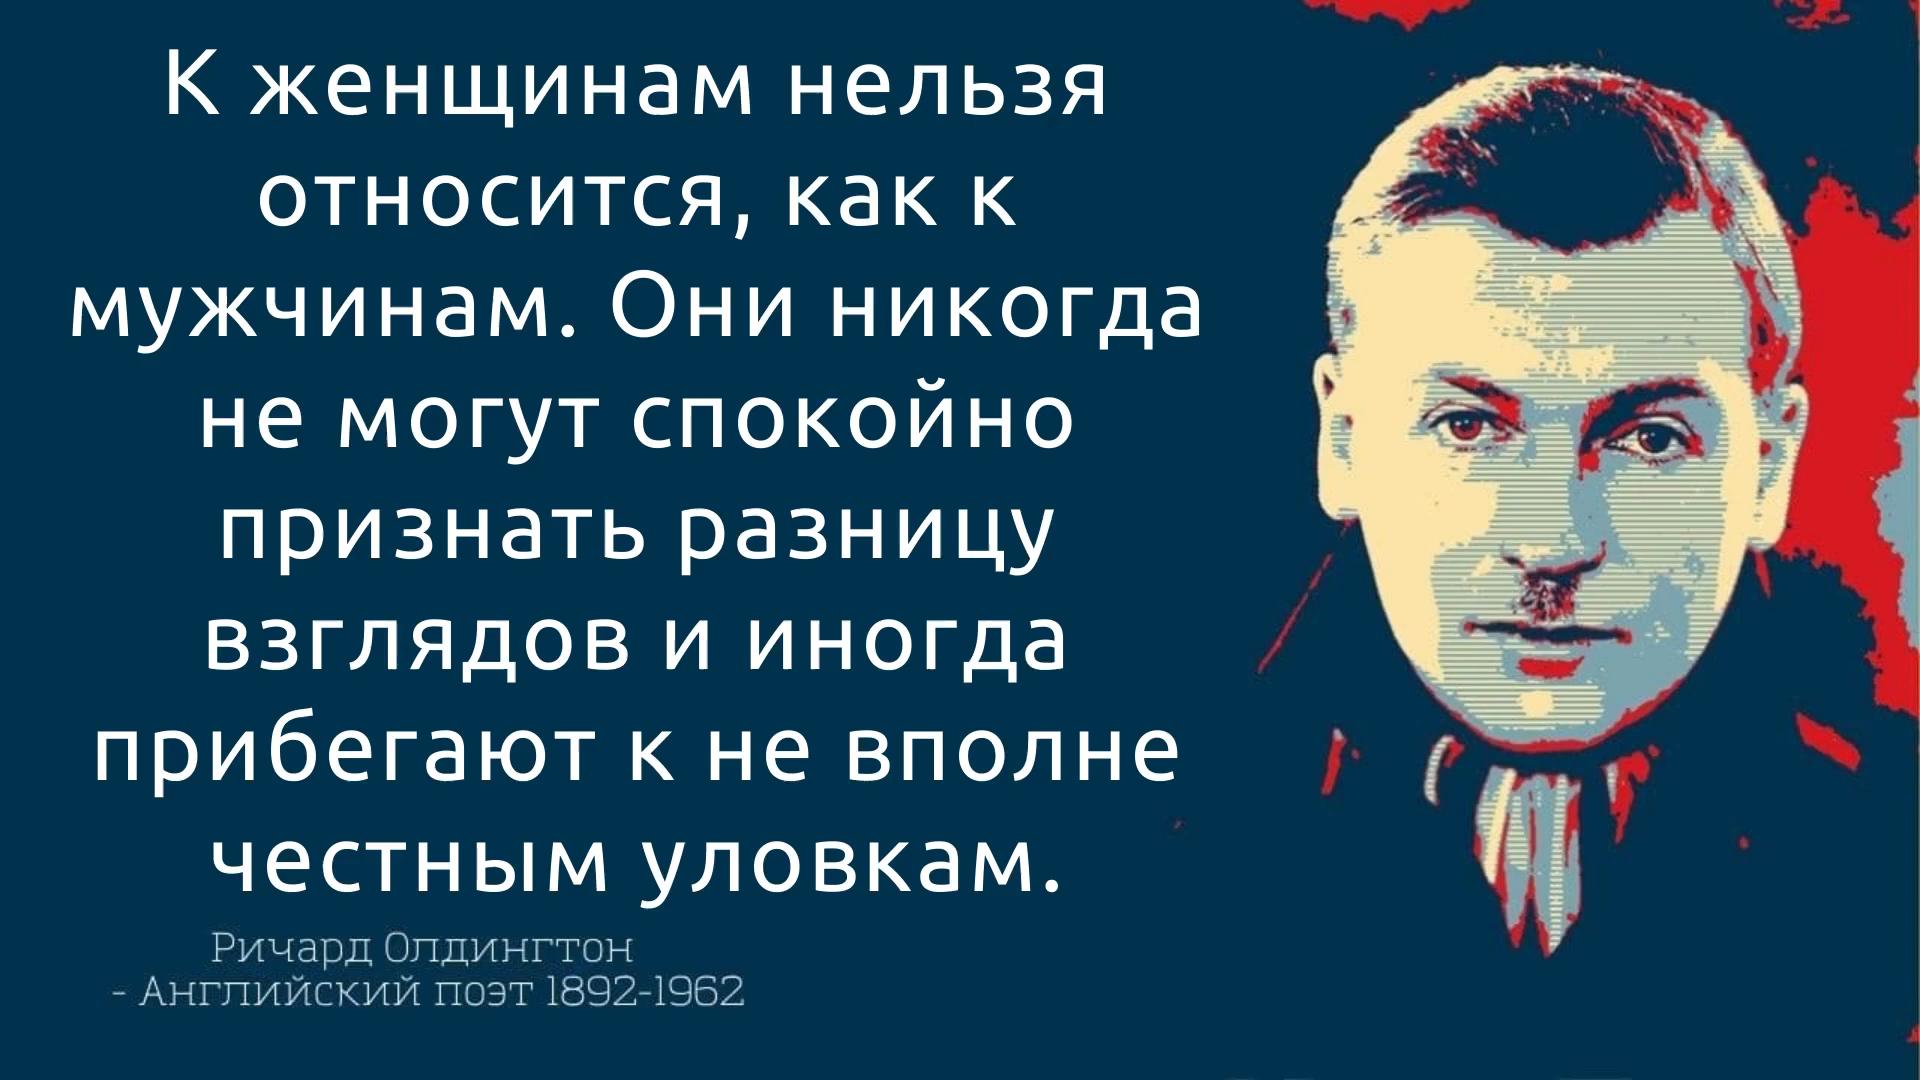 К женщинам нельзя
относится, как к
мужчинам. Они никогда
не могут спокойно
признать разницу
взглядов и иногда
прибегают к не вполне
честным уловкам.
Ричард Олдингтон
- Английский поэт 1892-1962